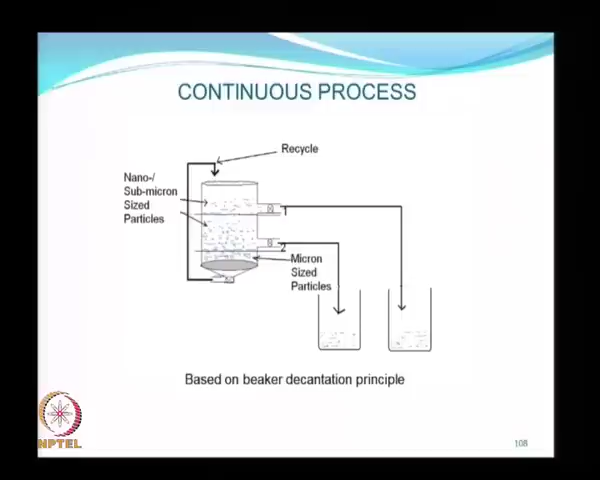 CONTINUOUS PROCESS
Recycle
Nano-/
Sub-micron
Sized
Particles
1
2
Micron
Sized
Particles
Based on beaker decantation principle
NPTEL
108